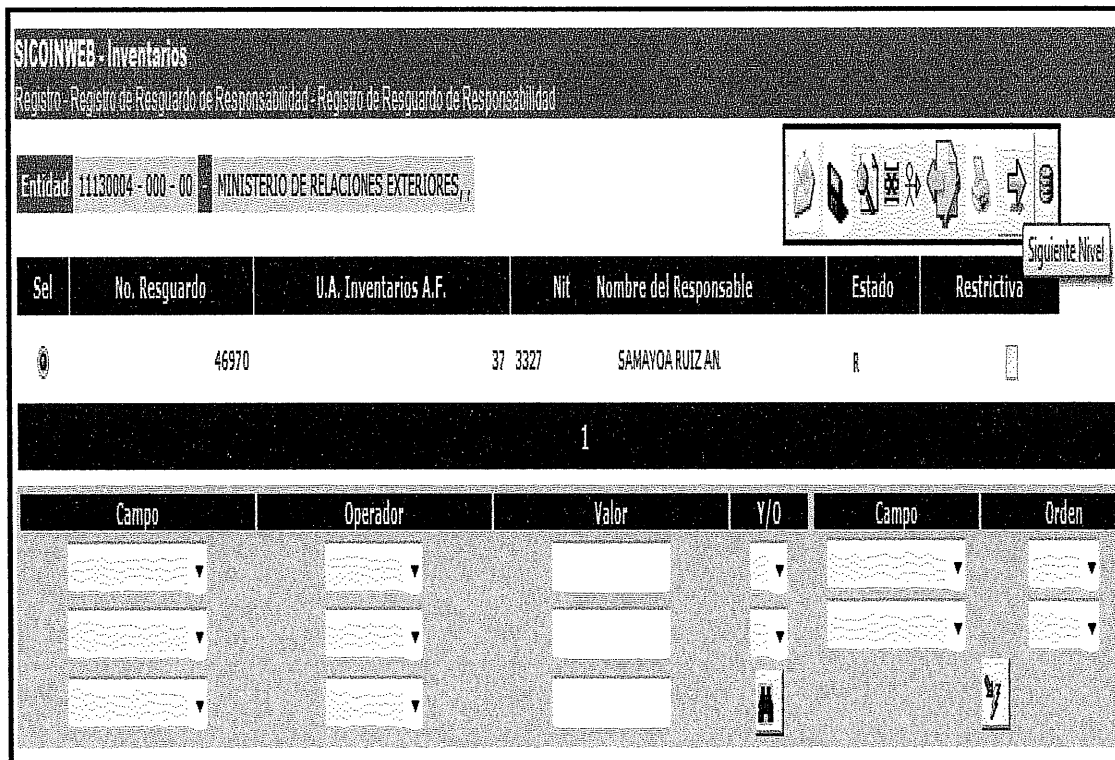 SICOINWEB - Inventarios
Registro - Registro de Resguardo de Responsabilidad - Registro de Resguardo de Responsabilidad
Entidad 11130004 - 000 - 00 - MINISTERIO DE RELACIONES EXTERIORES, ,
Siguiente Nivel
Sel No. Resguardo U.A. Inventarios A.F. Nit Nombre del Responsable Estado Restrictiva
46970 37 3327 SAMAYOA RUIZ AN. R
1
Campo Operador Valor Y/O Campo Orden